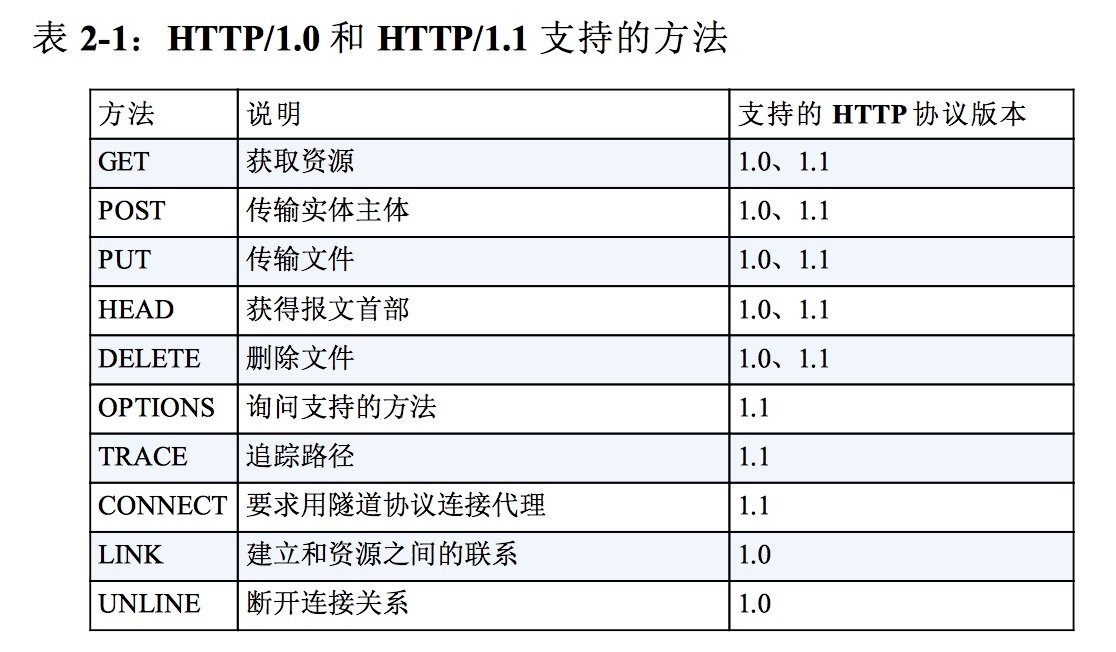 表 2-1：HTTP/1.0 和 HTTP/1.1 支持的方法
方法 说明 支持的 HTTP 协议版本
GET 获取资源 1.0、1.1
POST 传输实体主体 1.0、1.1
PUT 传输文件 1.0、1.1
HEAD 获得报文首部 1.0、1.1
DELETE 删除文件 1.0、1.1
OPTIONS 询问支持的方法 1.1
TRACE 追踪路径 1.1
CONNECT 要求用隧道协议连接代理 1.1
LINK 建立和资源之间的联系 1.0
UNLINE 断开连接关系 1.0